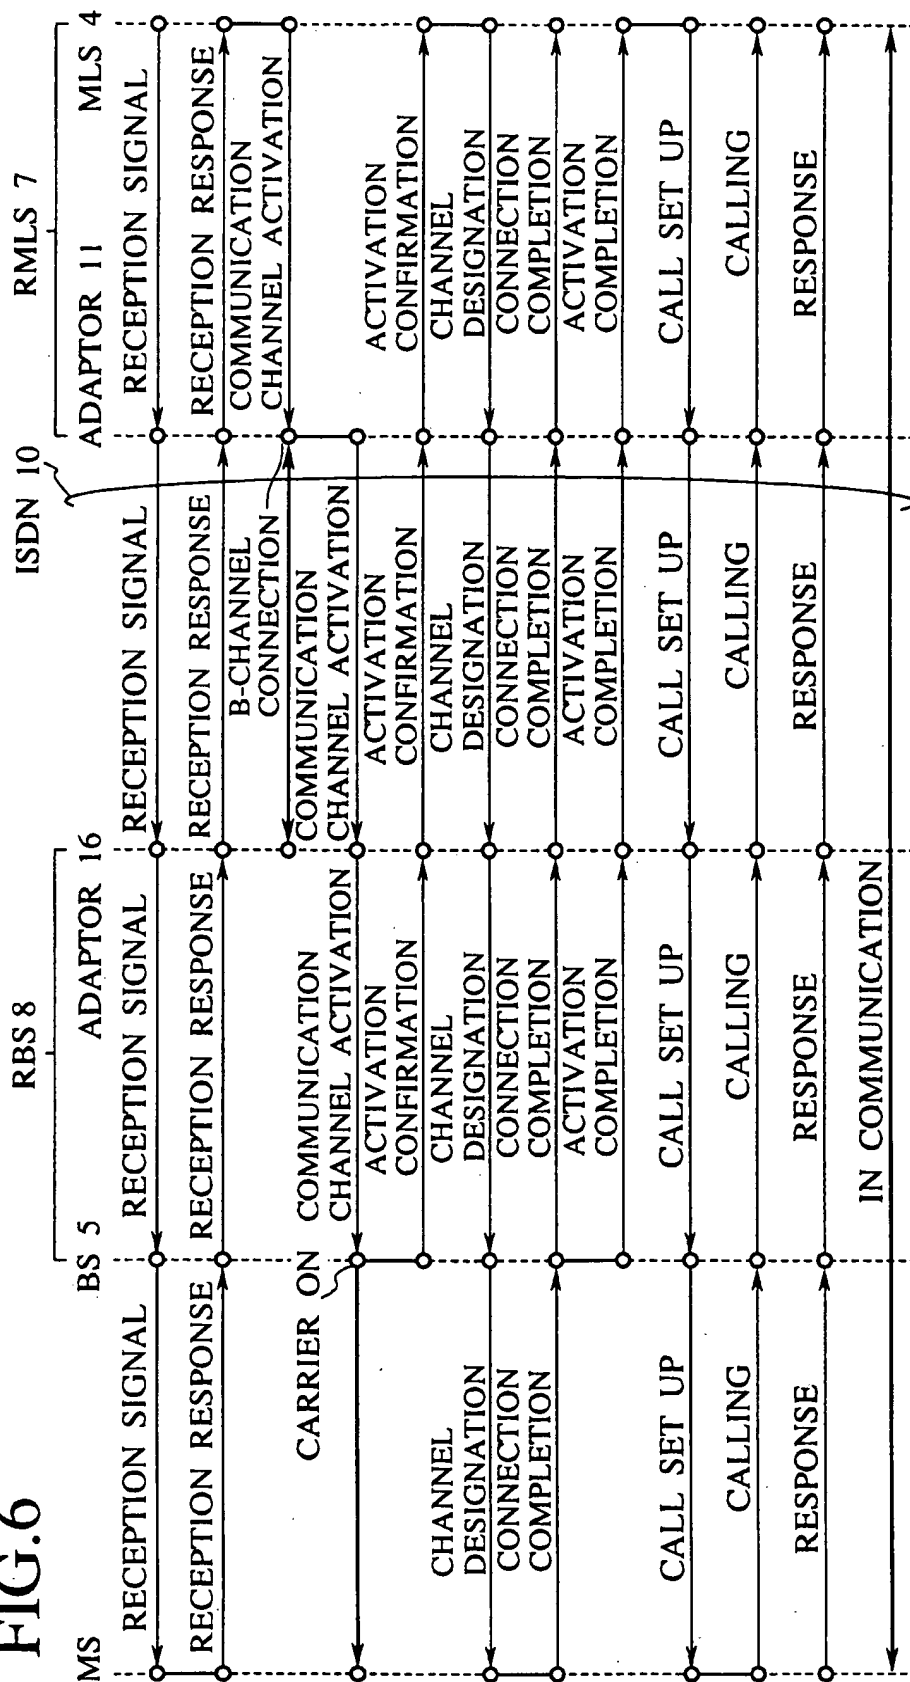 FIG.6
RBS 8
ISDN 10
RMLS 7
MS
BS 5
ADAPTOR 16
ADAPTOR 11
MLS 4
RECEPTION SIGNAL
RECEPTION SIGNAL
RECEPTION SIGNAL
RECEPTION SIGNAL
RECEPTION RESPONSE
RECEPTION RESPONSE
RECEPTION RESPONSE
RECEPTION RESPONSE
B-CHANNEL
CONNECTION
COMMUNICATION
CHANNEL ACTIVATION
CARRIER ON
COMMUNICATION
CHANNEL ACTIVATION
COMMUNICATION
CHANNEL ACTIVATION
ACTIVATION
CONFIRMATION
ACTIVATION
CONFIRMATION
ACTIVATION
CONFIRMATION
CHANNEL
DESIGNATION
CHANNEL
DESIGNATION
CHANNEL
DESIGNATION
CHANNEL
DESIGNATION
CONNECTION
COMPLETION
CONNECTION
COMPLETION
CONNECTION
COMPLETION
CONNECTION
COMPLETION
ACTIVATION
COMPLETION
ACTIVATION
COMPLETION
ACTIVATION
COMPLETION
CALL SET UP
CALL SET UP
CALL SET UP
CALL SET UP
CALLING
CALLING
CALLING
CALLING
RESPONSE
RESPONSE
RESPONSE
RESPONSE
IN COMMUNICATION